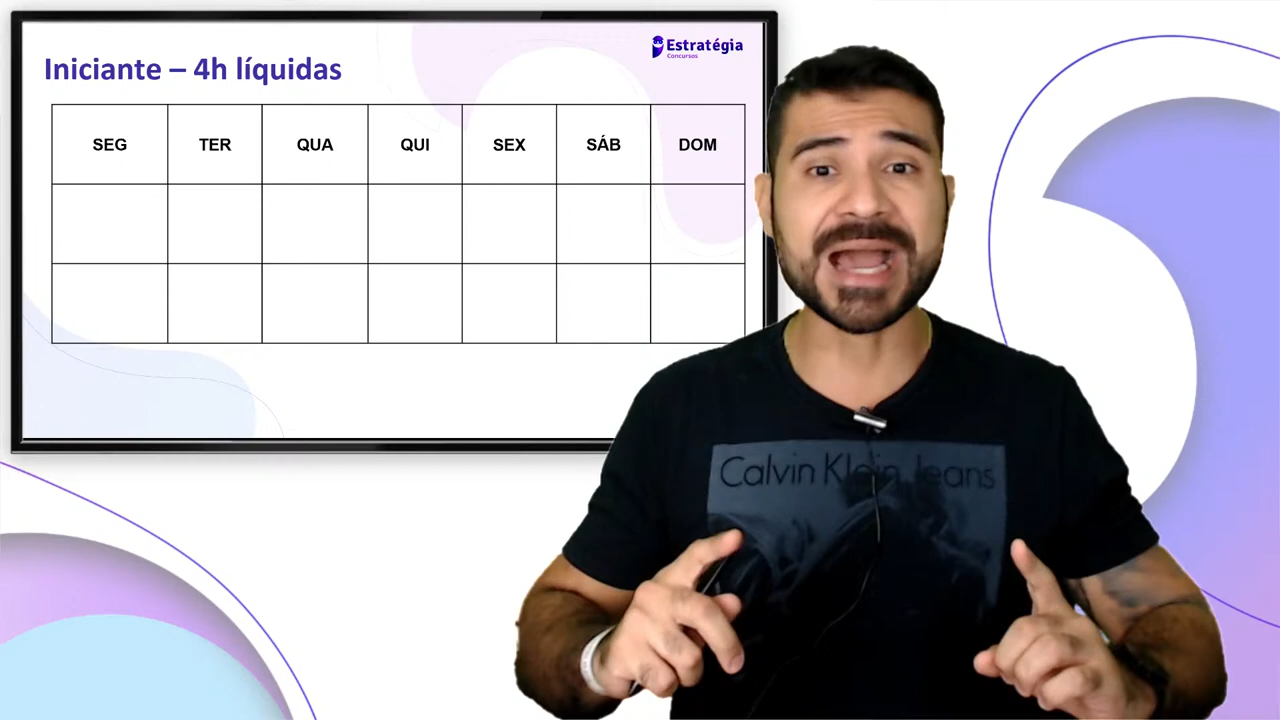 Estratégia
Concursos
Iniciante – 4h líquidas
SEG TER QUA QUI SEX SÁB DOM
Calvin Klein Jeans